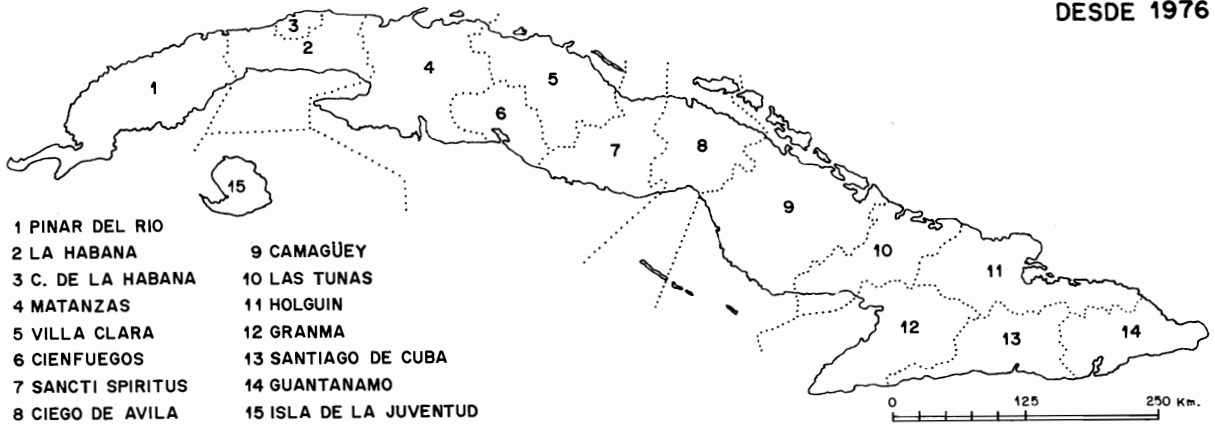 DESDE 1976
3
2
4
5
1
6
7
8
15
9
10
11
12
13
14
1 PINAR DEL RIO
2 LA HABANA
3 C. DE LA HABANA
4 MATANZAS
5 VILLA CLARA
6 CIENFUEGOS
7 SANCTI SPIRITUS
8 CIEGO DE AVILA
9 CAMAGÜEY
10 LAS TUNAS
11 HOLGUIN
12 GRANMA
13 SANTIAGO DE CUBA
14 GUANTANAMO
15 ISLA DE LA JUVENTUD
0 125 250 Km.